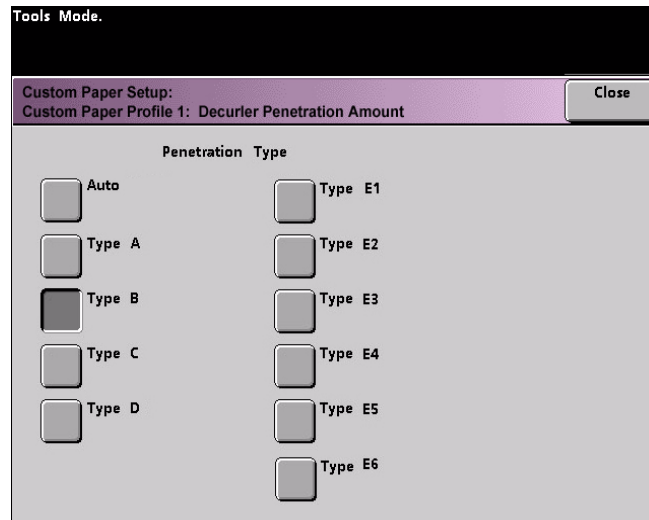 Tools Mode.
Custom Paper Setup:
Custom Paper Profile 1: Decurler Penetration Amount
Close
Penetration Type
Auto
Type A
Type B
Type C
Type D
Type E1
Type E2
Type E3
Type E4
Type E5
Type E6